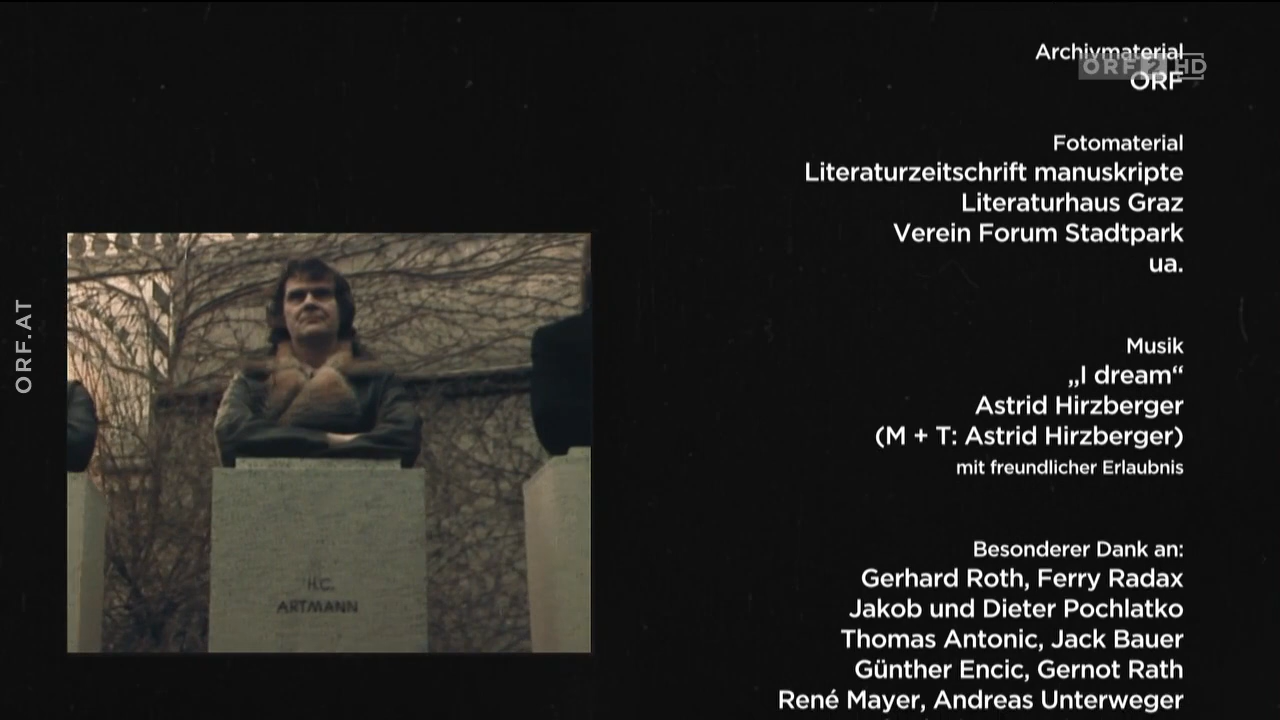 ORF.AT
H.C.
ARTMANN
Archivmaterial
ORF 2 HD
ORF
Fotomaterial
Literaturzeitschrift manuskripte
Literaturhaus Graz
Verein Forum Stadtpark
ua.
Musik
„I dream“
Astrid Hirzberger
(M + T: Astrid Hirzberger)
mit freundlicher Erlaubnis
Besonderer Dank an:
Gerhard Roth, Ferry Radax
Jakob und Dieter Pochlatko
Thomas Antonic, Jack Bauer
Günther Encic, Gernot Rath
René Mayer, Andreas Unterweger